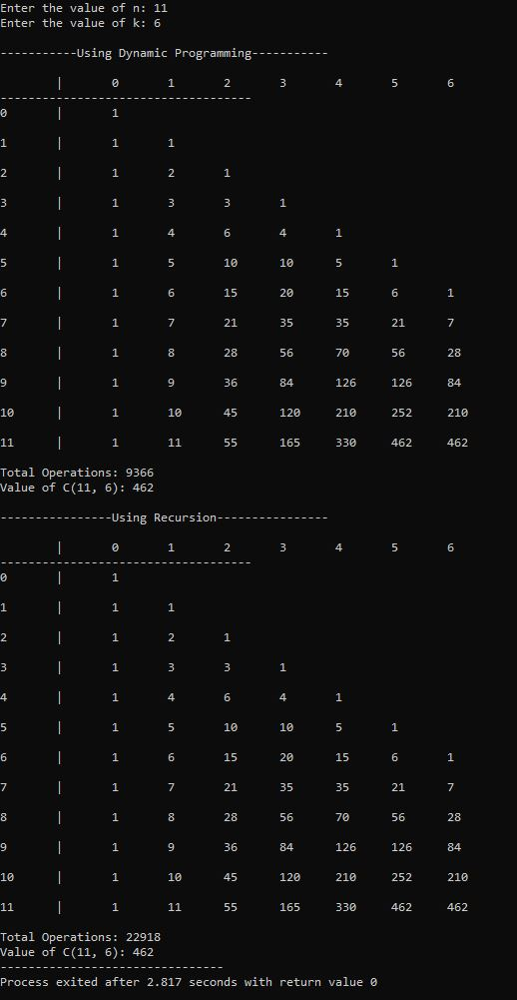 Enter the value of n: 11
Enter the value of k: 6
-----------Using Dynamic Programming-----------
| 0 1 2 3 4 5 6
------------------------------------
0 | 1
1 | 1 1
2 | 1 2 1
3 | 1 3 3 1
4 | 1 4 6 4 1
5 | 1 5 10 10 5 1
6 | 1 6 15 20 15 6 1
7 | 1 7 21 35 35 21 7
8 | 1 8 28 56 70 56 28
9 | 1 9 36 84 126 126 84
10 | 1 10 45 120 210 252 210
11 | 1 11 55 165 330 462 462
Total Operations: 9366
Value of C(11, 6): 462
----------------Using Recursion----------------
| 0 1 2 3 4 5 6
------------------------------------
0 | 1
1 | 1 1
2 | 1 2 1
3 | 1 3 3 1
4 | 1 4 6 4 1
5 | 1 5 10 10 5 1
6 | 1 6 15 20 15 6 1
7 | 1 7 21 35 35 21 7
8 | 1 8 28 56 70 56 28
9 | 1 9 36 84 126 126 84
10 | 1 10 45 120 210 252 210
11 | 1 11 55 165 330 462 462
Total Operations: 22918
Value of C(11, 6): 462
--------------------------------
Process exited after 2.817 seconds with return value 0